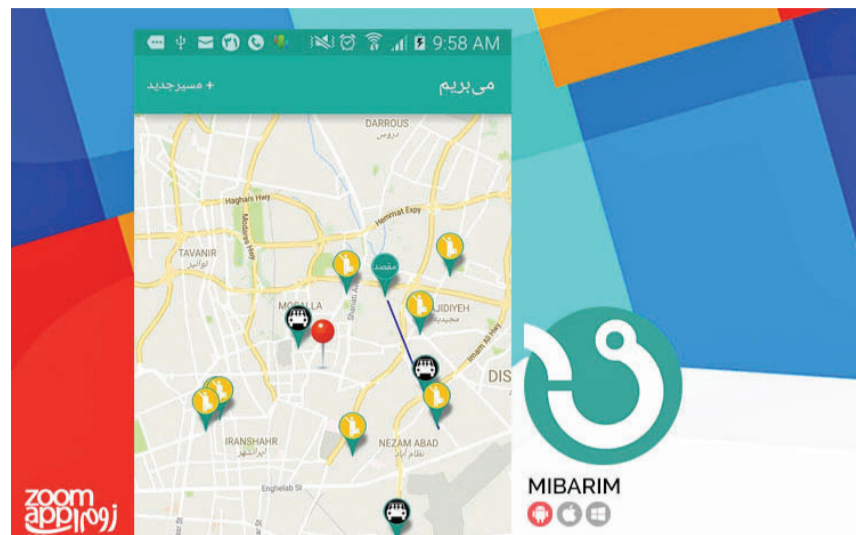 ۳۱
9:58 AM
+ مسیر جدید
می‌بریم
DARROUS
دروس
Haghani Hwy
Modares Hwy
Hemmat Expy
TAVANIR
توانیر
مقصد
Shariati Ave
MOSALLA
JIDIYEH
مجیدیه
Imam Ali Hwy
DIS
IRANSHAHR
ایرانشهر
NEZAM ABAD
نظام آباد
Enghelab St
zoom
app زوم‌اپ
MIBARIM